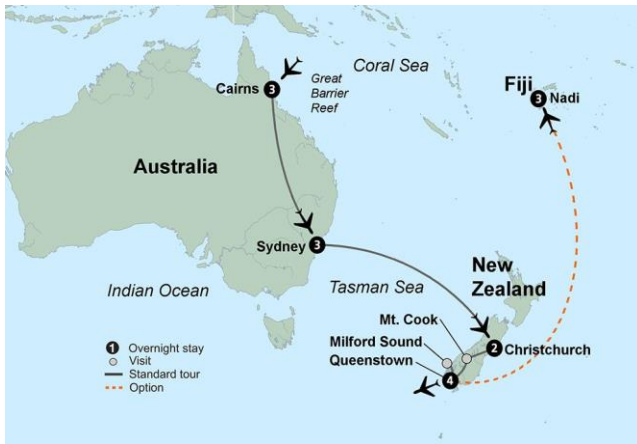 Coral Sea
Cairns
3
Great
Barrier
Reef
Fiji
3
Nadi
Australia
Sydney
3
Indian Ocean
Tasman Sea
New
Zealand
Mt. Cook
Milford Sound
Queenstown
2
Christchurch
4
1 Overnight stay
Visit
Standard tour
Option